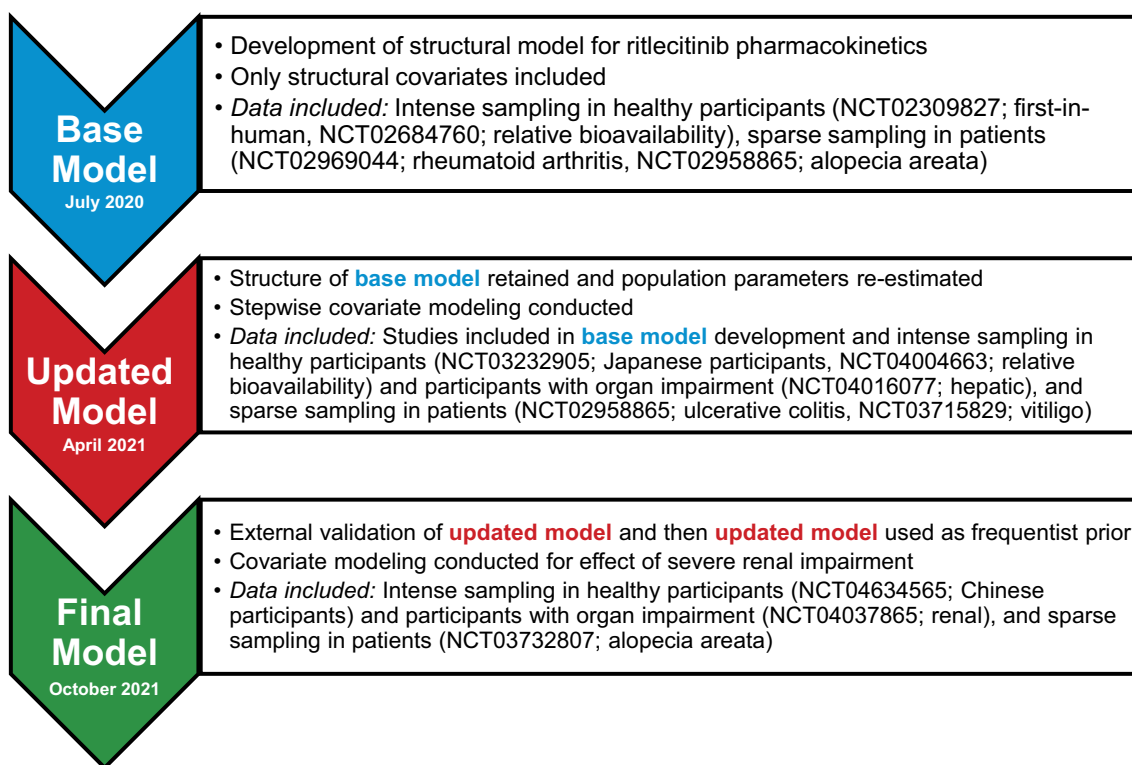 Base
Model
July 2020
• Development of structural model for ritlecitinib pharmacokinetics
• Only structural covariates included
• Data included: Intense sampling in healthy participants (NCT02309827; first-in-
human, NCT02684760; relative bioavailability), sparse sampling in patients
(NCT02969044; rheumatoid arthritis, NCT02958865; alopecia areata)
Updated
Model
April 2021
• Structure of base model retained and population parameters re-estimated
• Stepwise covariate modeling conducted
• Data included: Studies included in base model development and intense sampling in
healthy participants (NCT03232905; Japanese participants, NCT04004663; relative
bioavailability) and participants with organ impairment (NCT04016077; hepatic), and
sparse sampling in patients (NCT02958865; ulcerative colitis, NCT03715829; vitiligo)
Final
Model
October 2021
• External validation of updated model and then updated model used as frequentist prior
• Covariate modeling conducted for effect of severe renal impairment
• Data included: Intense sampling in healthy participants (NCT04634565; Chinese
participants) and participants with organ impairment (NCT04037865; renal), and sparse
sampling in patients (NCT03732807; alopecia areata)